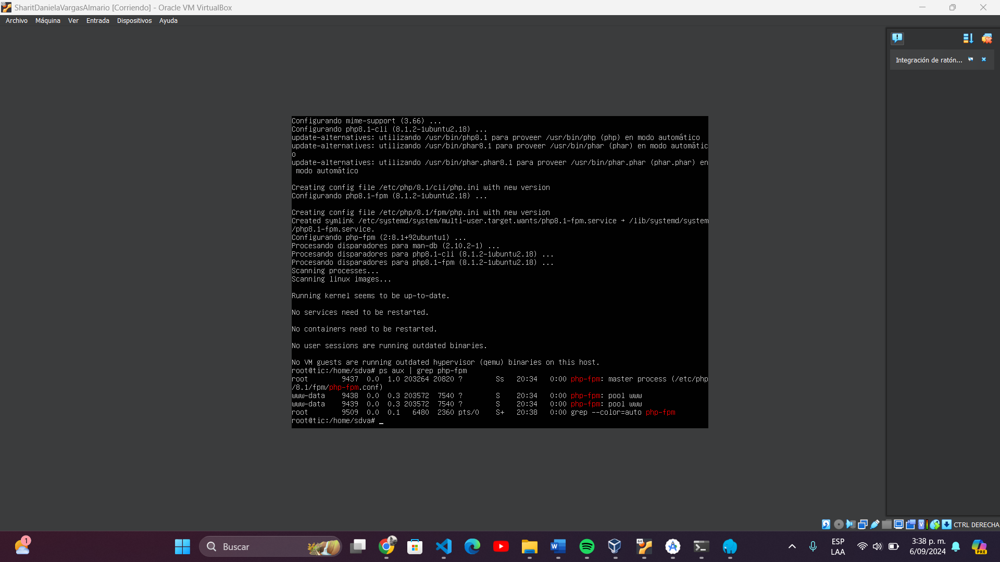 SharitDanielaVargasAlmario [Corriendo] - Oracle VM VirtualBox
Archivo Máquina Ver Entrada Dispositivos Ayuda
Integración de ratón...
Configurando mime-support (3.66) ...
Configurando php8.1-cli (8.1.2-1ubuntu2.18) ...
update-alternatives: utilizando /usr/bin/php8.1 para proveer /usr/bin/php (php) en modo automático
update-alternatives: utilizando /usr/bin/phar8.1 para proveer /usr/bin/phar (phar) en modo automátic
o
update-alternatives: utilizando /usr/bin/phar.phar8.1 para proveer /usr/bin/phar.phar (phar.phar) en
 modo automático
Creating config file /etc/php/8.1/cli/php.ini with new version
Configurando php8.1-fpm (8.1.2-1ubuntu2.18) ...
Creating config file /etc/php/8.1/fpm/php.ini with new version
Created symlink /etc/systemd/system/multi-user.target.wants/php8.1-fpm.service → /lib/systemd/system
/php8.1-fpm.service.
Configurando php-fpm (2:8.1+92ubuntu1) ...
Procesando disparadores para man-db (2.10.2-1) ...
Procesando disparadores para php8.1-cli (8.1.2-1ubuntu2.18) ...
Procesando disparadores para php8.1-fpm (8.1.2-1ubuntu2.18) ...
Scanning processes...
Scanning linux images...
Running kernel seems to be up-to-date.
No services need to be restarted.
No containers need to be restarted.
No user sessions are running outdated binaries.
No VM guests are running outdated hypervisor (qemu) binaries on this host.
root@tic:/home/sdva# ps aux | grep php-fpm
root        9437  0.0  1.0 203264 20820 ?        Ss   20:34   0:00 php-fpm: master process (/etc/php
/8.1/fpm/php-fpm.conf)
www-data    9438  0.0  0.3 203572  7540 ?        S    20:34   0:00 php-fpm: pool www
www-data    9439  0.0  0.3 203572  7540 ?        S    20:34   0:00 php-fpm: pool www
root        9509  0.0  0.1   6480  2360 pts/0    S+   20:38   0:00 grep --color=auto php-fpm
root@tic:/home/sdva# _
CTRL DERECHA
1
Buscar
ESP
LAA
3:38 p. m.
6/09/2024
PRE